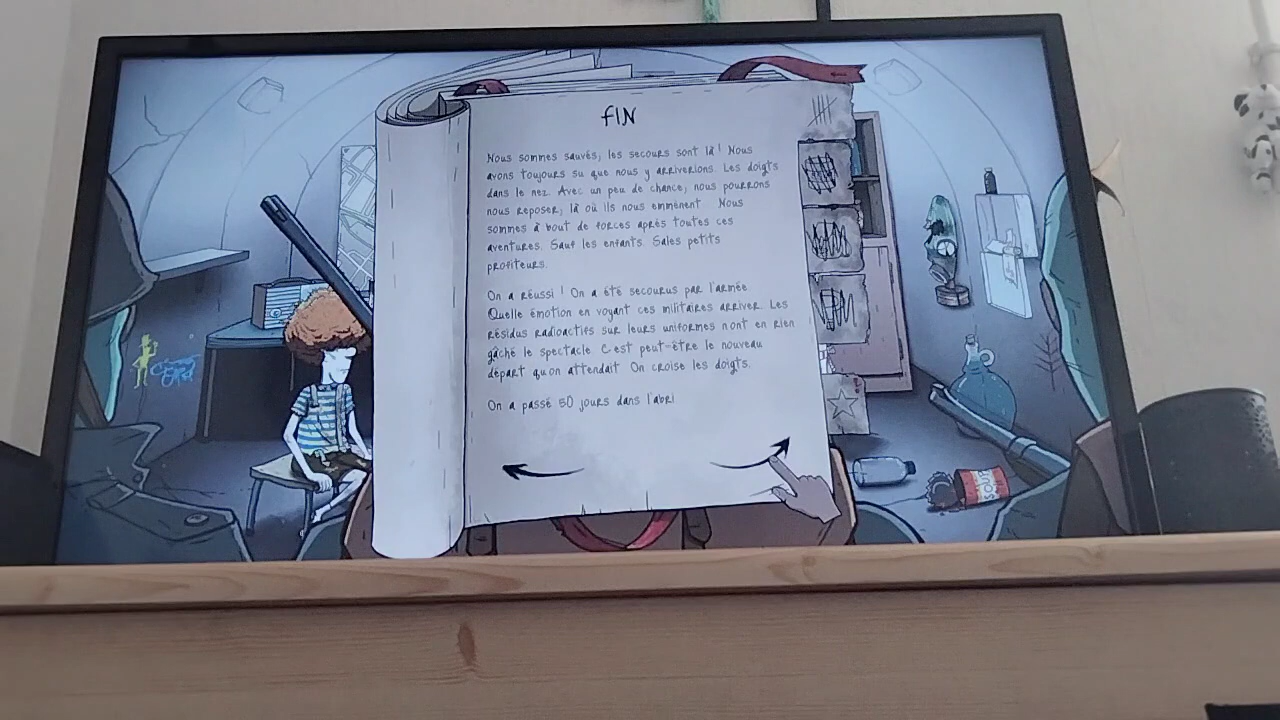 FIN
Nous sommes sauvés, les secours sont là ! Nous
avons toujours su que nous y arriverions. Les doigts
dans le nez. Avec un peu de chance, nous pourrons
nous reposer, là où ils nous emmènent. Nous
sommes à bout de forces après toutes ces
aventures. Sauf les enfants. Sales petits
profiteurs.
On a réussi ! On a été secourus par l'armée
Quelle émotion en voyant ces militaires arriver. Les
résidus radioactifs sur leurs uniformes n ont en rien
gâché le spectacle C est peut-être le nouveau
départ qu on attendait On croise les doigts.
On a passé 50 jours dans l'abri
SOUP